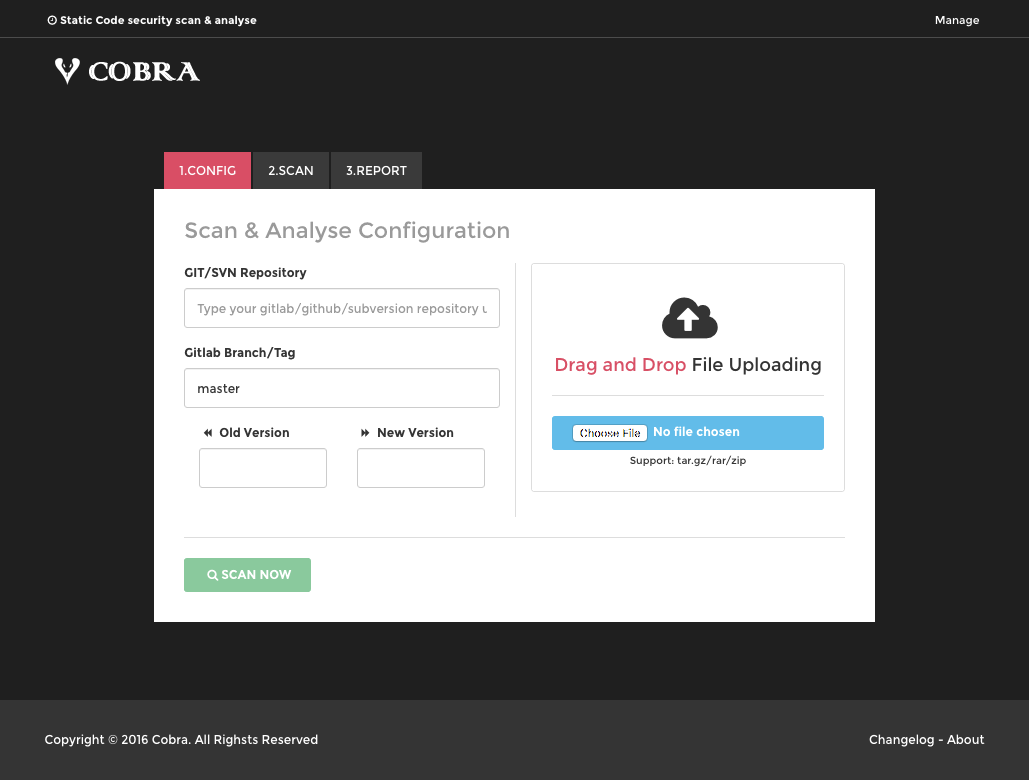 Static Code security scan & analyse
Manage
COBRA
1.CONFIG
2.SCAN
3.REPORT
Scan & Analyse Configuration
GIT/SVN Repository
Type your gitlab/github/subversion repository u
Gitlab Branch/Tag
master
Old Version
New Version
Drag and Drop File Uploading
Choose File No file chosen
Support: tar.gz/rar/zip
SCAN NOW
Copyright © 2016 Cobra. All Righsts Reserved
Changelog - About